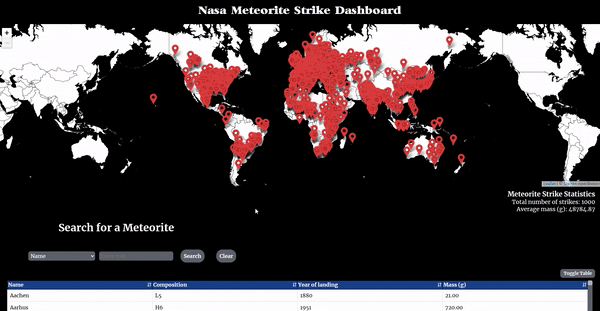 Nasa Meteorite Strike Dashboard
+
Meteorite Strike Statistics
Total number of strikes: 1000
Average mass (g): 48784.87
Search for a Meteorite
Name
Search
Clear
Toggle Table
Name Composition Year of landing Mass (g)
Aachen L5 1880 21.00
Aarhus H6 1951 720.00